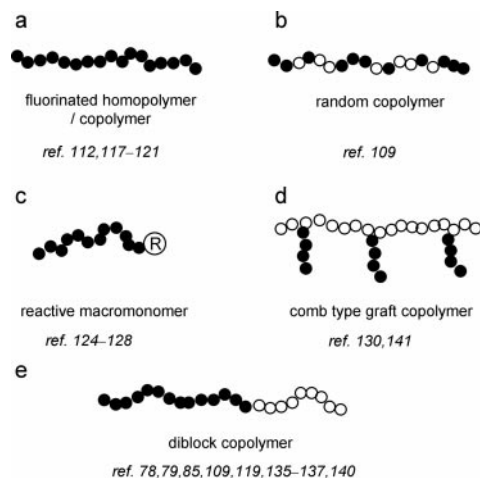 a
fluorinated homopolymer
/ copolymer
ref. 112,117–121
b
random copolymer
ref. 109
c
R
reactive macromonomer
ref. 124–128
d
comb type graft copolymer
ref. 130,141
e
diblock copolymer
ref. 78,79,85,109,119,135–137,140